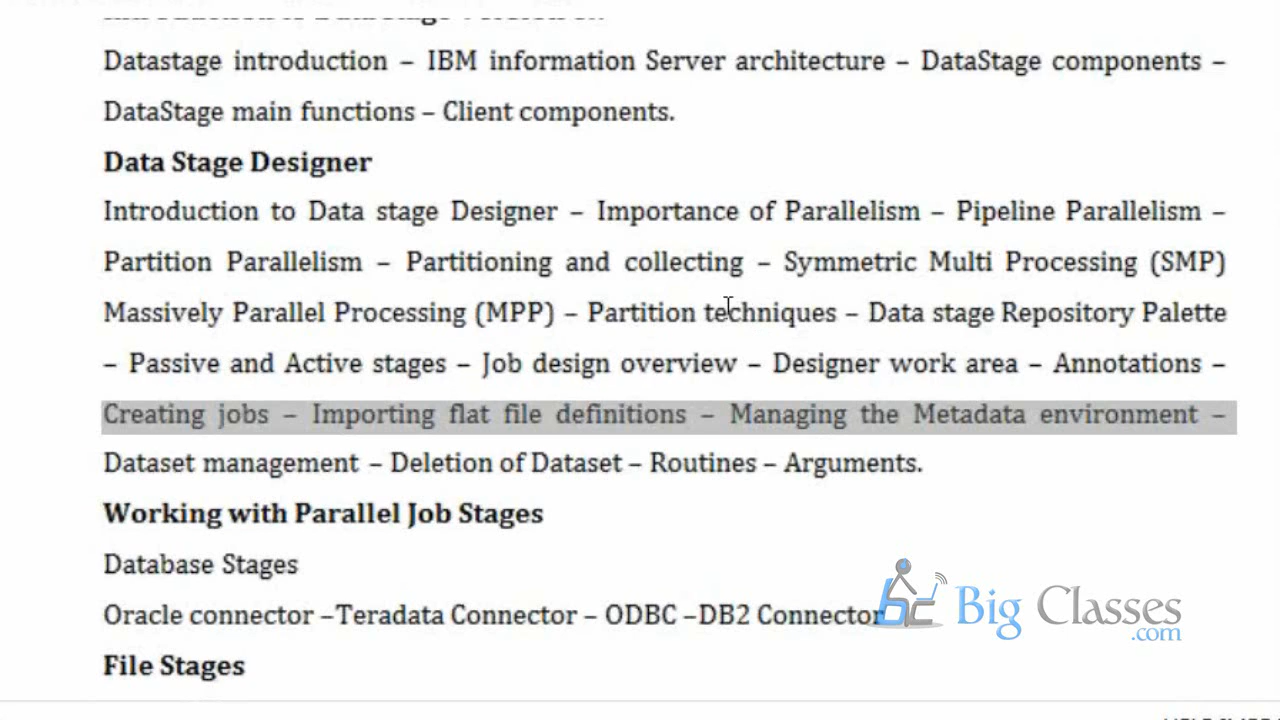 Datastage introduction – IBM information Server architecture – DataStage components –
DataStage main functions – Client components.
Data Stage Designer
Introduction to Data stage Designer – Importance of Parallelism – Pipeline Parallelism –
Partition Parallelism – Partitioning and collecting – Symmetric Multi Processing (SMP)
Massively Parallel Processing (MPP) – Partition techniques – Data stage Repository Palette
– Passive and Active stages – Job design overview – Designer work area – Annotations –
Creating jobs – Importing flat file definitions – Managing the Metadata environment –
Dataset management – Deletion of Dataset – Routines – Arguments.
Working with Parallel Job Stages
Database Stages
Oracle connector –Teradata Connector – ODBC –DB2 Connector
bc Big Classes
.com
File Stages